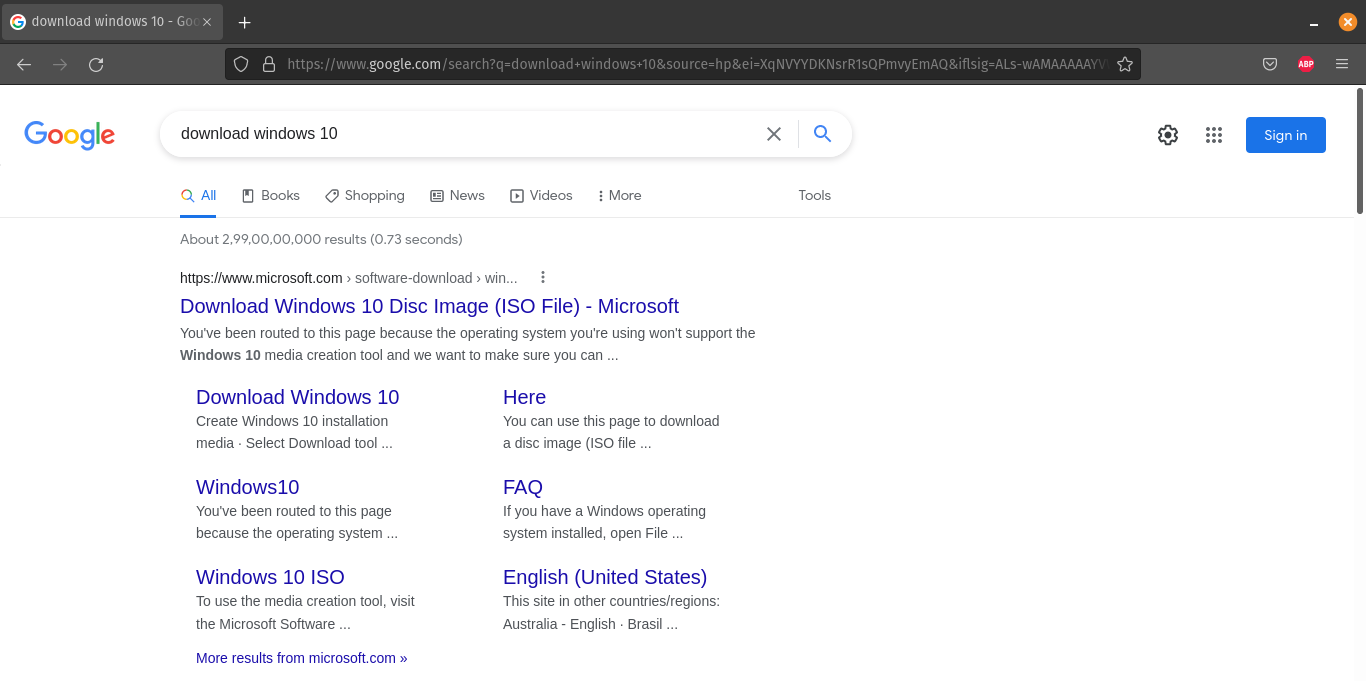 download windows 10 - Goo
https://www.google.com/search?q=download+windows+10&source=hp&ei=XqNVYYDKNsrR1sQPmvyEmAQ&iflsig=ALs-wAMAAAAAYV
ABP
Google
download windows 10
Sign in
All Books Shopping News Videos More Tools
About 2,99,00,00,000 results (0.73 seconds)
https://www.microsoft.com › software-download › win...
Download Windows 10 Disc Image (ISO File) - Microsoft
You've been routed to this page because the operating system you're using won't support the
Windows 10 media creation tool and we want to make sure you can ...
Download Windows 10
Create Windows 10 installation
media · Select Download tool ...
Here
You can use this page to download
a disc image (ISO file ...
Windows10
You've been routed to this page
because the operating system ...
FAQ
If you have a Windows operating
system installed, open File ...
Windows 10 ISO
To use the media creation tool, visit
the Microsoft Software ...
English (United States)
This site in other countries/regions:
Australia - English · Brasil ...
More results from microsoft.com »